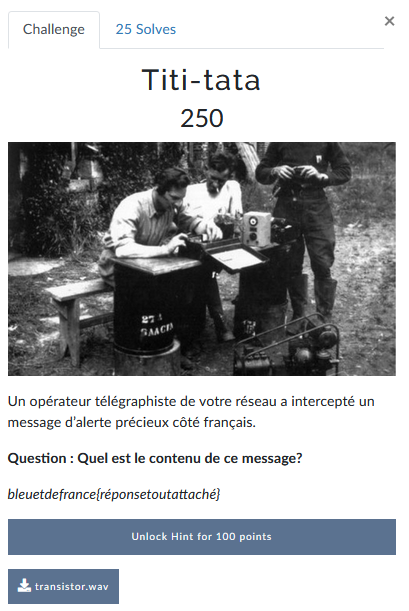 Challenge
25 Solves
×
Titi-tata
250
27A
Un opérateur télégraphiste de votre réseau a intercepté un
message d’alerte précieux côté français.
Question : Quel est le contenu de ce message?
bleuetdefrance{réponsetoutattaché}
Unlock Hint for 100 points
transistor.wav